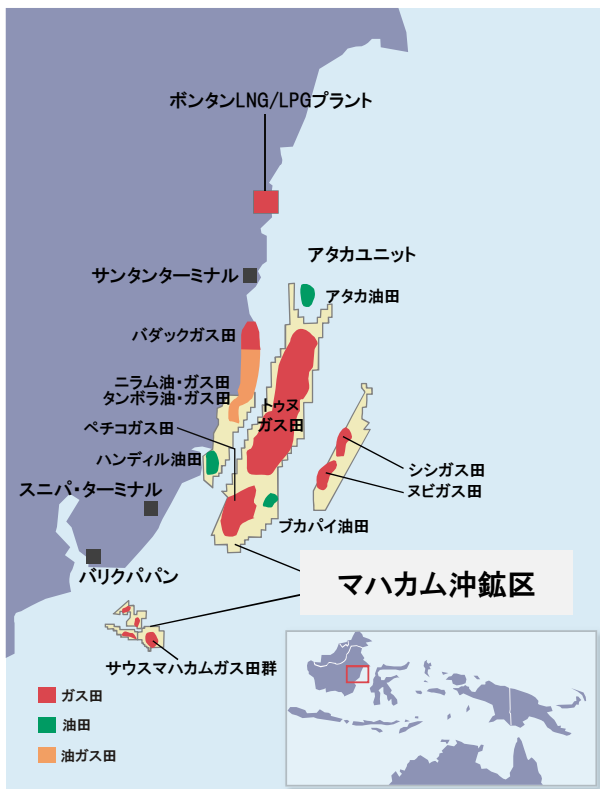 ボンタンLNG/LPGプラント
アタカユニット
サンタンターミナル
アタカ油田
バダックガス田
ニラム油・ガス田
タンボラ油・ガス田
トゥヌ
ガス田
ペチコガス田
ハンディル油田
シシガス田
ヌビガス田
スニパ・ターミナル
ブカパイ油田
バリクパパン
マハカム沖鉱区
サウスマハカムガス田群
ガス田
油田
油ガス田